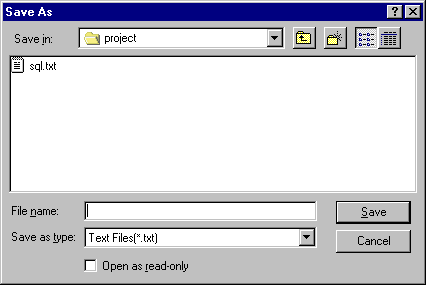 Save As
Save in: project
sql.txt
File name:
Save
Save as type: Text Files(*.txt)
Cancel
Open as read-only